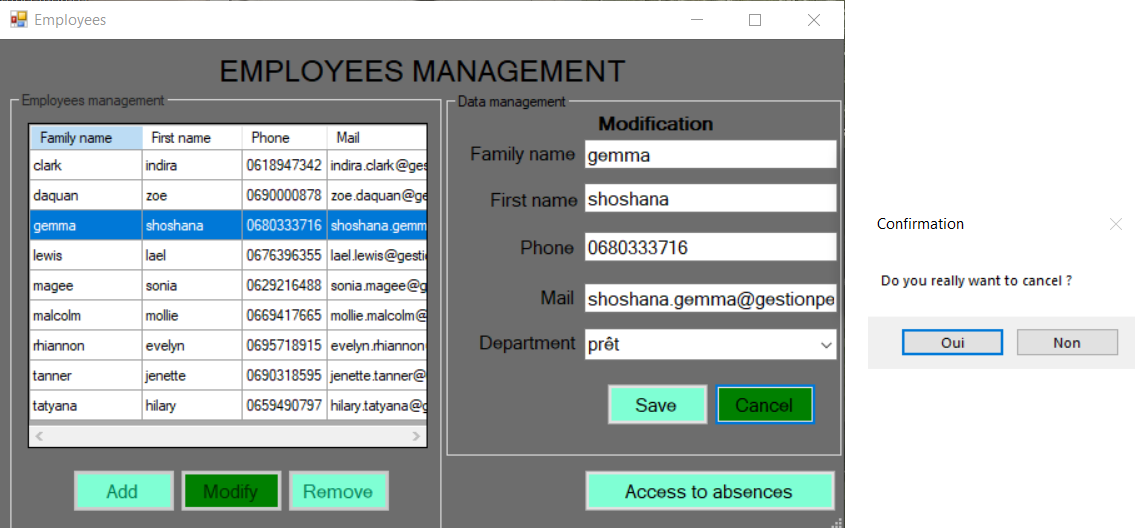 Employees
EMPLOYEES MANAGEMENT
Employees management
Family name First name Phone Mail
clark indira 0618947342 indira.clark@ges
daquan zoe 0690000878 zoe.daquan@ge
gemma shoshana 0680333716 shoshana.gemm
lewis lael 0676396355 lael.lewis@gesti
magee sonia 0629216488 sonia.magee@g
malcolm mollie 0669417665 mollie.malcolm@
rhiannon evelyn 0695718915 evelyn.rhiannon
tanner jenette 0690318595 jenette.tanner@
tatyana hilary 0659490797 hilary.tatyana@g
Add Modify Remove
Data management
Modification
Family name gemma
First name shoshana
Phone 0680333716
Mail shoshana.gemma@gestionpe
Department prêt
Save Cancel
Access to absences
Confirmation
Do you really want to cancel ?
Oui Non